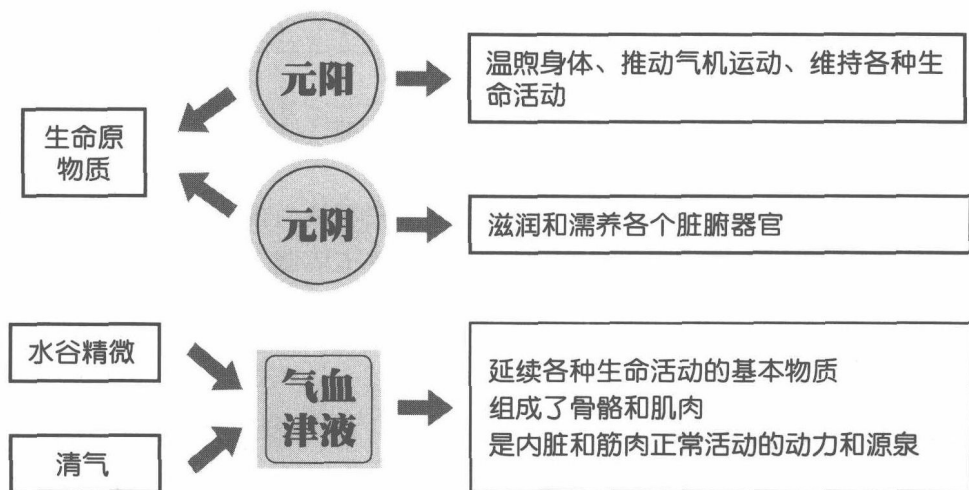 元阳
温煦身体、推动气机运动、维持各种生
命活动
生命原
物质
元阴
滋润和濡养各个脏腑器官
水谷精微
气血
津液
延续各种生命活动的基本物质
组成了骨骼和肌肉
是内脏和筋肉正常活动的动力和源泉
清气